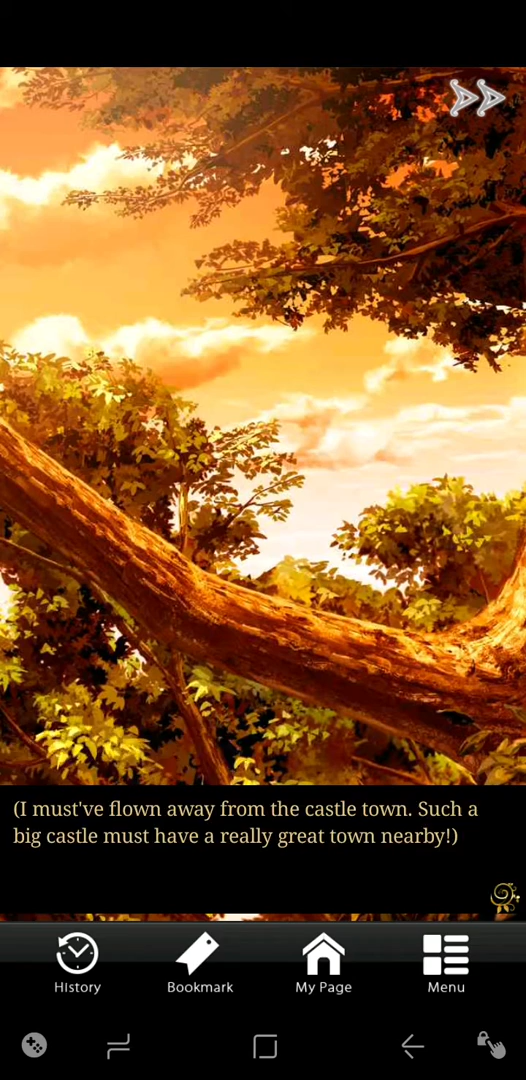 (I must've flown away from the castle town. Such a
big castle must have a really great town nearby!)
History
Bookmark
My Page
Menu